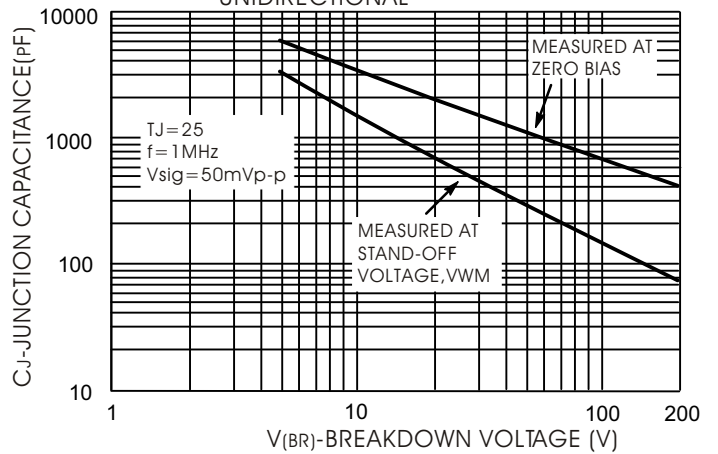 UNIDIRECTIONAL
10000
1000
100
10
CJ-JUNCTION CAPACITANCE(PF)
MEASURED AT
ZERO BIAS
TJ=25
f=1MHz
Vsig=50mVp-p
MEASURED AT
STAND-OFF
VOLTAGE,VWM
1 10 100 200
V(BR)-BREAKDOWN VOLTAGE (V)